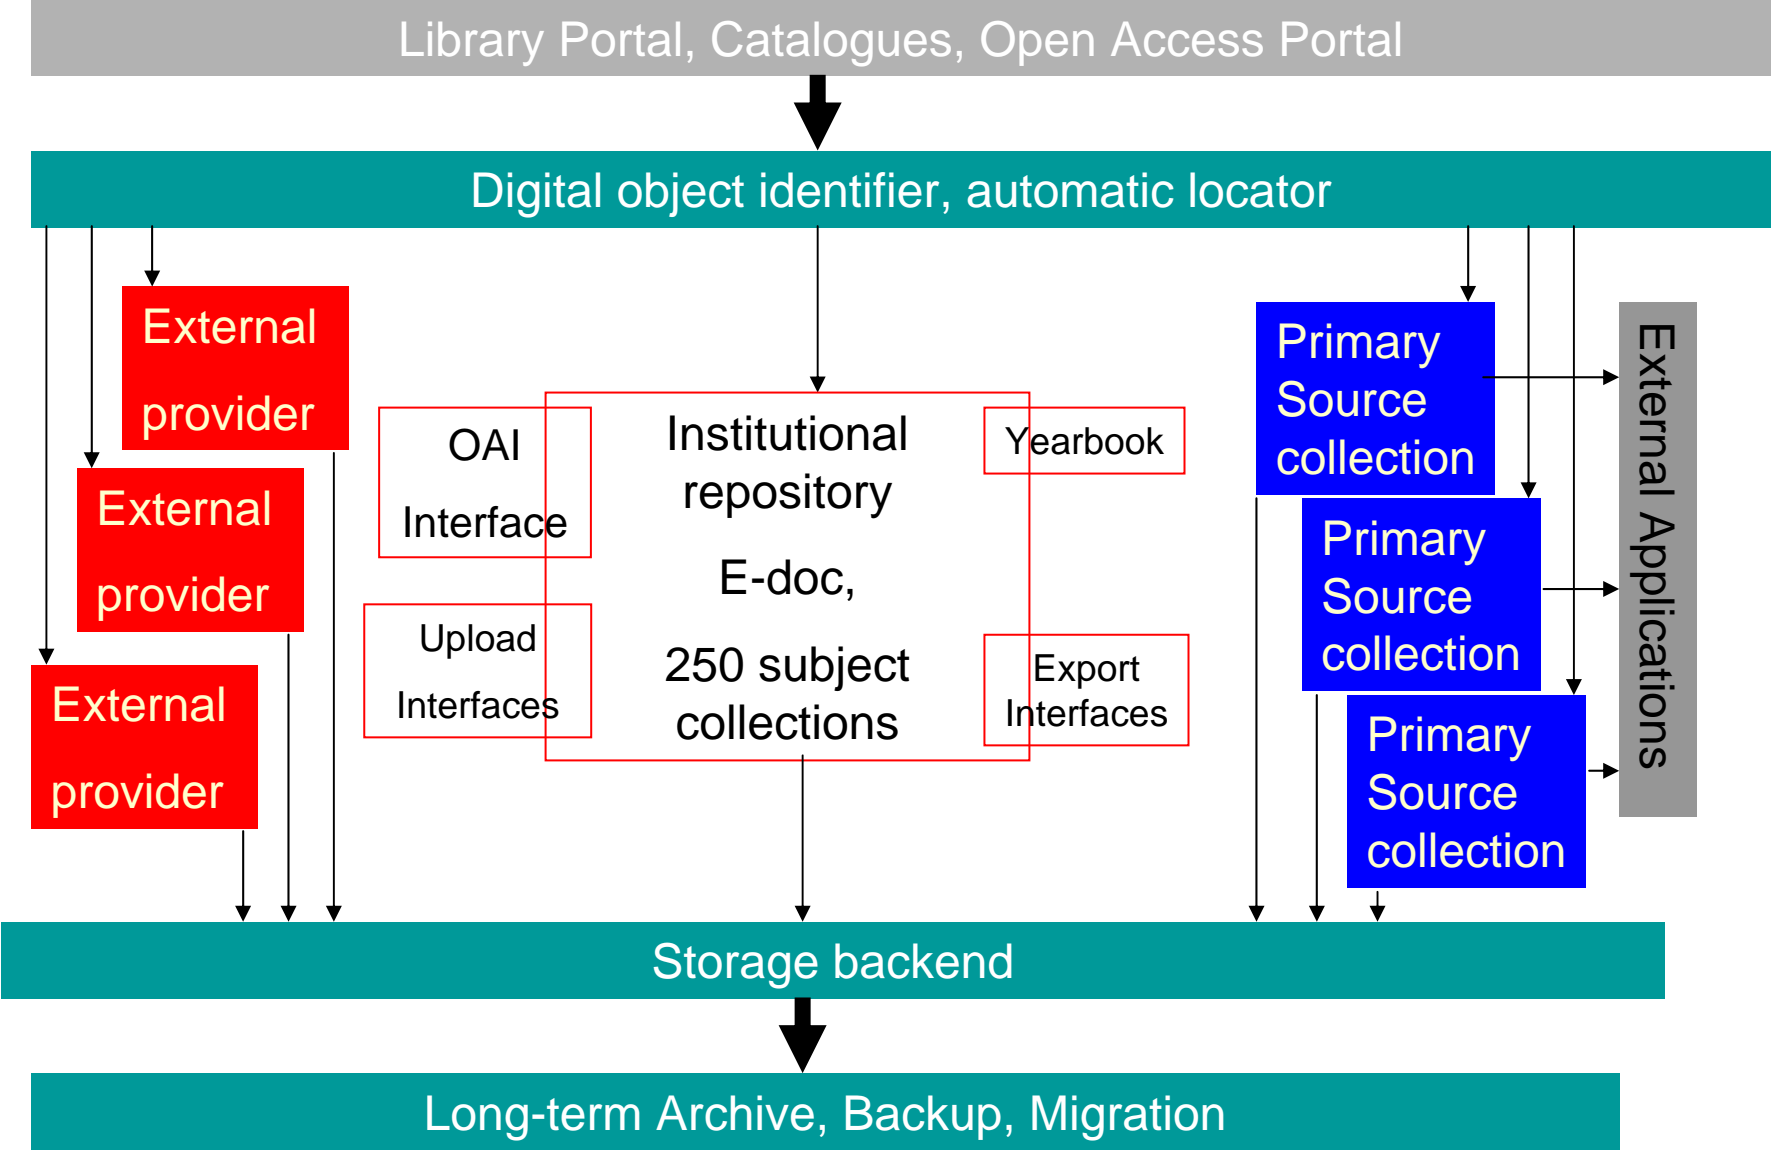 Library Portal, Catalogues, Open Access Portal
Digital object identifier, automatic locator
External
provider
External
provider
External
provider
OAI
Interface
Upload
Interfaces
Institutional
repository
E-doc,
250 subject
collections
Yearbook
Export
Interfaces
Primary
Source
collection
Primary
Source
collection
Primary
Source
collection
External Applications
Storage backend
Long-term Archive, Backup, Migration